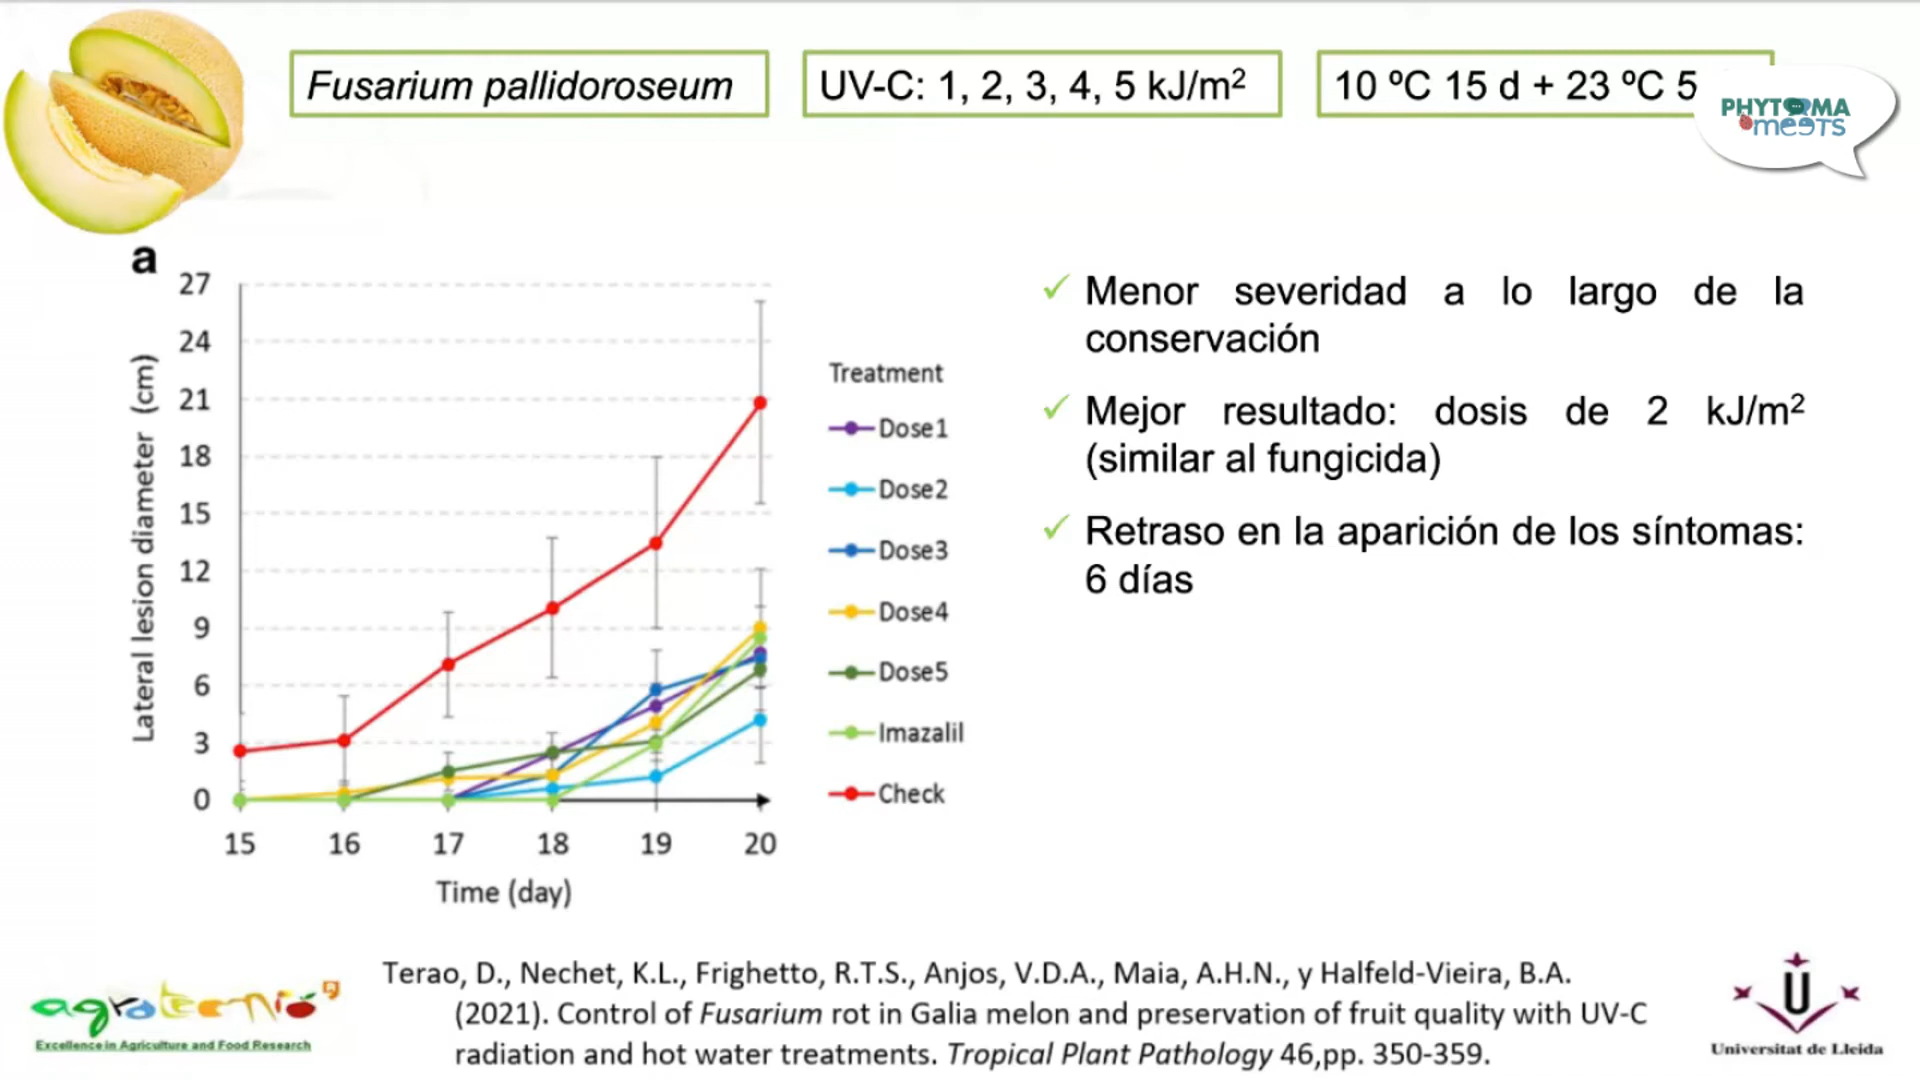 Fusarium pallidoroseum
UV-C: 1, 2, 3, 4, 5 kJ/m²
10 ºC 15 d + 23 ºC 5
PHYTOMA
meets
a
27
24
21
18
15
12
9
6
3
0
Lateral lesion diameter (cm)
15 16 17 18 19 20
Time (day)
Treatment
Dose1
Dose2
Dose3
Dose4
Dose5
Imazalil
Check
✓ Menor severidad a lo largo de la
conservación
✓ Mejor resultado: dosis de 2 kJ/m²
(similar al fungicida)
✓ Retraso en la aparición de los síntomas:
6 días
agrotecnio
Excellence in Agriculture and Food Research
Terao, D., Nechet, K.L., Frighetto, R.T.S., Anjos, V.D.A., Maia, A.H.N., y Halfeld-Vieira, B.A.
(2021). Control of Fusarium rot in Galia melon and preservation of fruit quality with UV-C
radiation and hot water treatments. Tropical Plant Pathology 46,pp. 350-359.
U
Universitat de Lleida